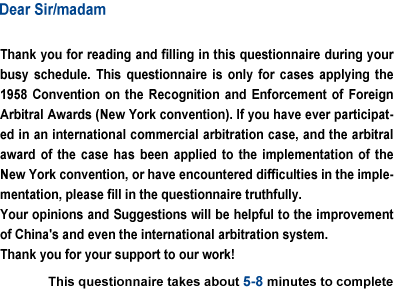 Dear Sir/madam
Thank you for reading and filling in this questionnaire during your
busy schedule. This questionnaire is only for cases applying the
1958 Convention on the Recognition and Enforcement of Foreign
Arbitral Awards (New York convention). If you have ever participat-
ed in an international commercial arbitration case, and the arbitral
award of the case has been applied to the implementation of the
New York convention, or have encountered difficulties in the imple-
mentation, please fill in the questionnaire truthfully.
Your opinions and Suggestions will be helpful to the improvement
of China's and even the international arbitration system.
Thank you for your support to our work!
This questionnaire takes about 5-8 minutes to complete